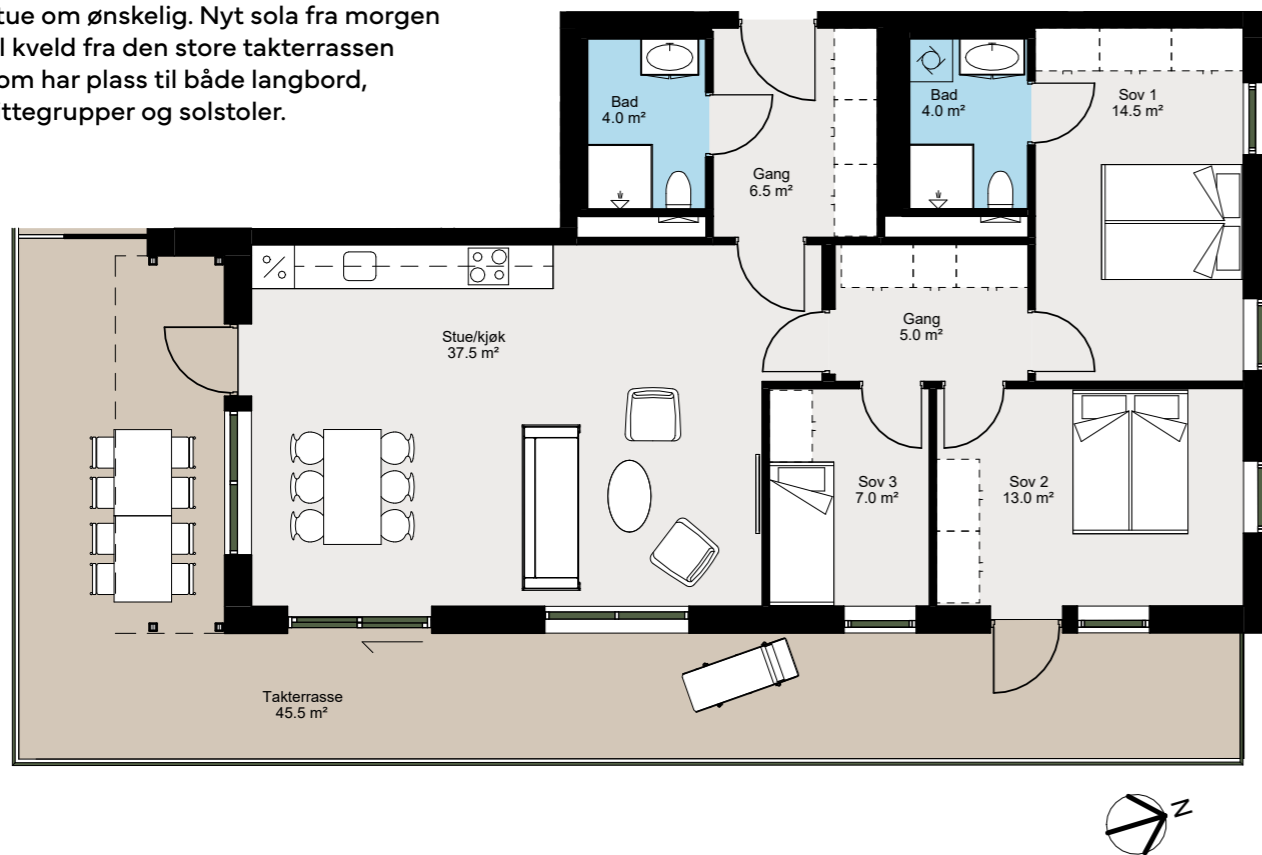 tue om ønskelig. Nyt sola fra morgen
l kveld fra den store takterrassen
om har plass til både langbord,
ttegrupper og solstoler.
Bad
4.0 m²
Gang
6.5 m²
Bad
4.0 m²
Sov 1
14.5 m²
Stue/kjøk
37.5 m²
Gang
5.0 m²
Sov 3
7.0 m²
Sov 2
13.0 m²
Takterrasse
45.5 m²
N